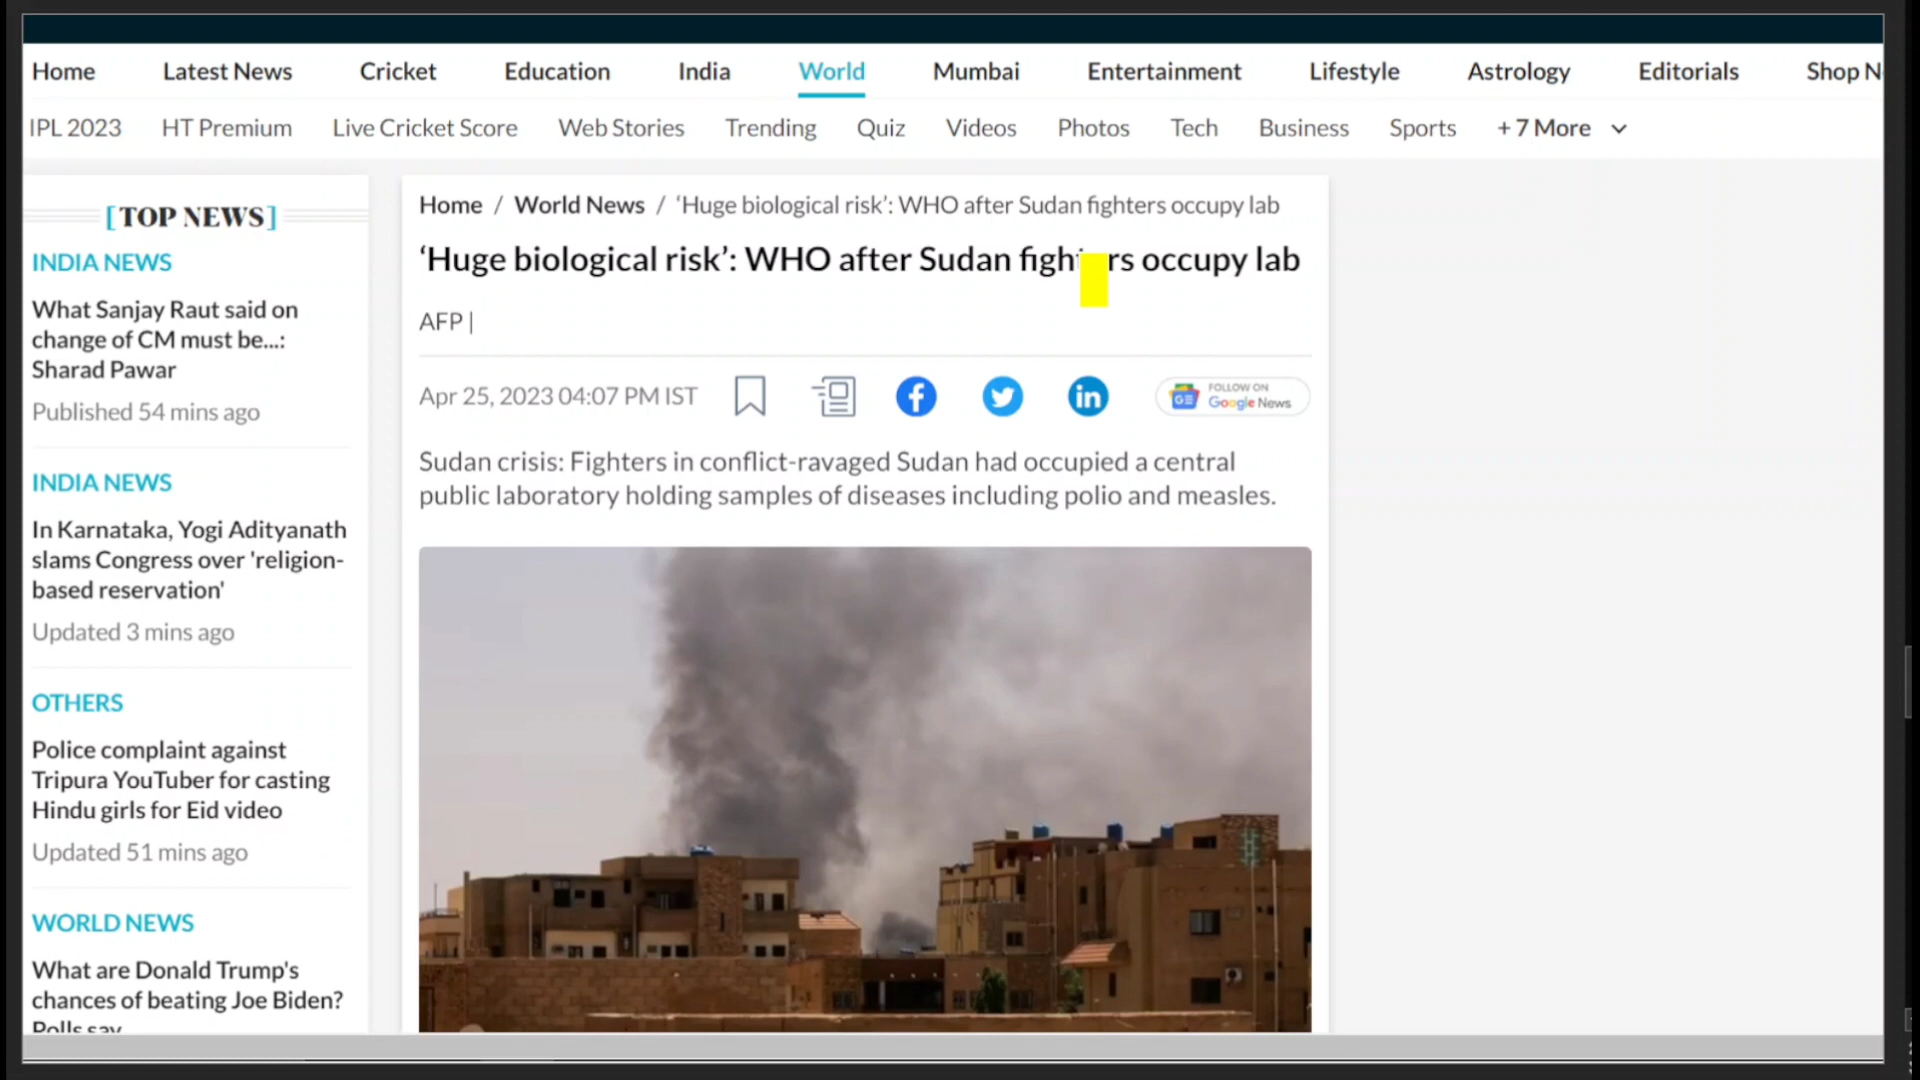 Home Latest News Cricket Education India World Mumbai Entertainment Lifestyle Astrology Editorials Shop N
IPL 2023 HT Premium Live Cricket Score Web Stories Trending Quiz Videos Photos Tech Business Sports + 7 More
[TOP NEWS]
INDIA NEWS
What Sanjay Raut said on
change of CM must be...:
Sharad Pawar
Published 54 mins ago
INDIA NEWS
In Karnataka, Yogi Adityanath
slams Congress over 'religion-
based reservation'
Updated 3 mins ago
OTHERS
Police complaint against
Tripura YouTuber for casting
Hindu girls for Eid video
Updated 51 mins ago
WORLD NEWS
What are Donald Trump's
chances of beating Joe Biden?
Polls say
Home / World News / ‘Huge biological risk’: WHO after Sudan fighters occupy lab
‘Huge biological risk’: WHO after Sudan fighters occupy lab
AFP |
Apr 25, 2023 04:07 PM IST
FOLLOW ON
Google News
Sudan crisis: Fighters in conflict-ravaged Sudan had occupied a central
public laboratory holding samples of diseases including polio and measles.